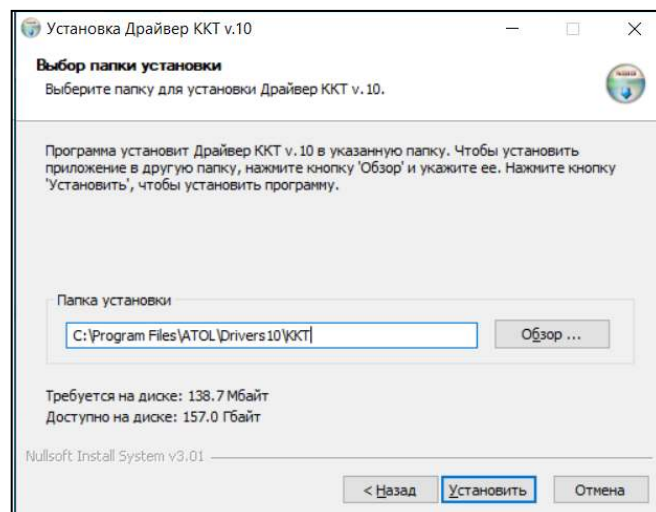 Установка Драйвер ККТ v.10
Выбор папки установки
Выберите папку для установки Драйвер ККТ v.10.
Программа установит Драйвер ККТ v.10 в указанную папку. Чтобы установить
приложение в другую папку, нажмите кнопку 'Обзор' и укажите ее. Нажмите кнопку
'Установить', чтобы установить программу.
Папка установки
C:\Program Files\ATOL\Drivers10\KKT
Обзор ...
Требуется на диске: 138.7 Мбайт
Доступно на диске: 157.0 Гбайт
Nullsoft Install System v3.01
< Назад Установить Отмена